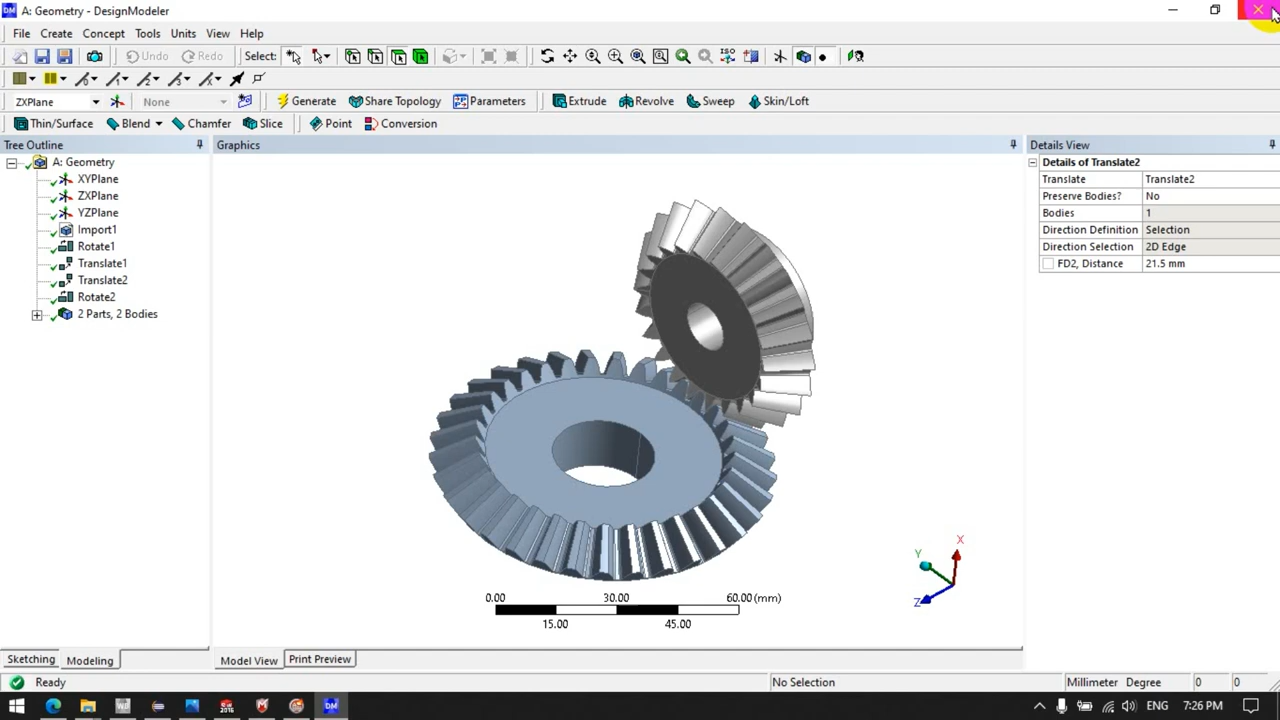 DM A: Geometry - DesignModeler
File Create Concept Tools Units View Help
Undo Redo Select: ISO
ZXPlane None Generate Share Topology Parameters Extrude Revolve Sweep Skin/Loft
Thin/Surface Blend Chamfer Slice Point Conversion
Tree Outline
A: Geometry
XYPlane
ZXPlane
YZPlane
Import1
Rotate1
Translate1
Translate2
Rotate2
2 Parts, 2 Bodies
Sketching Modeling
Graphics
X
Y
Z
0.00 30.00 60.00 (mm)
15.00 45.00
Model View Print Preview
Details View
Details of Translate2
Translate Translate2
Preserve Bodies? No
Bodies 1
Direction Definition Selection
Direction Selection 2D Edge
FD2, Distance 21.5 mm
Ready No Selection Millimeter Degree 0 0
2016 DM ENG 7:26 PM